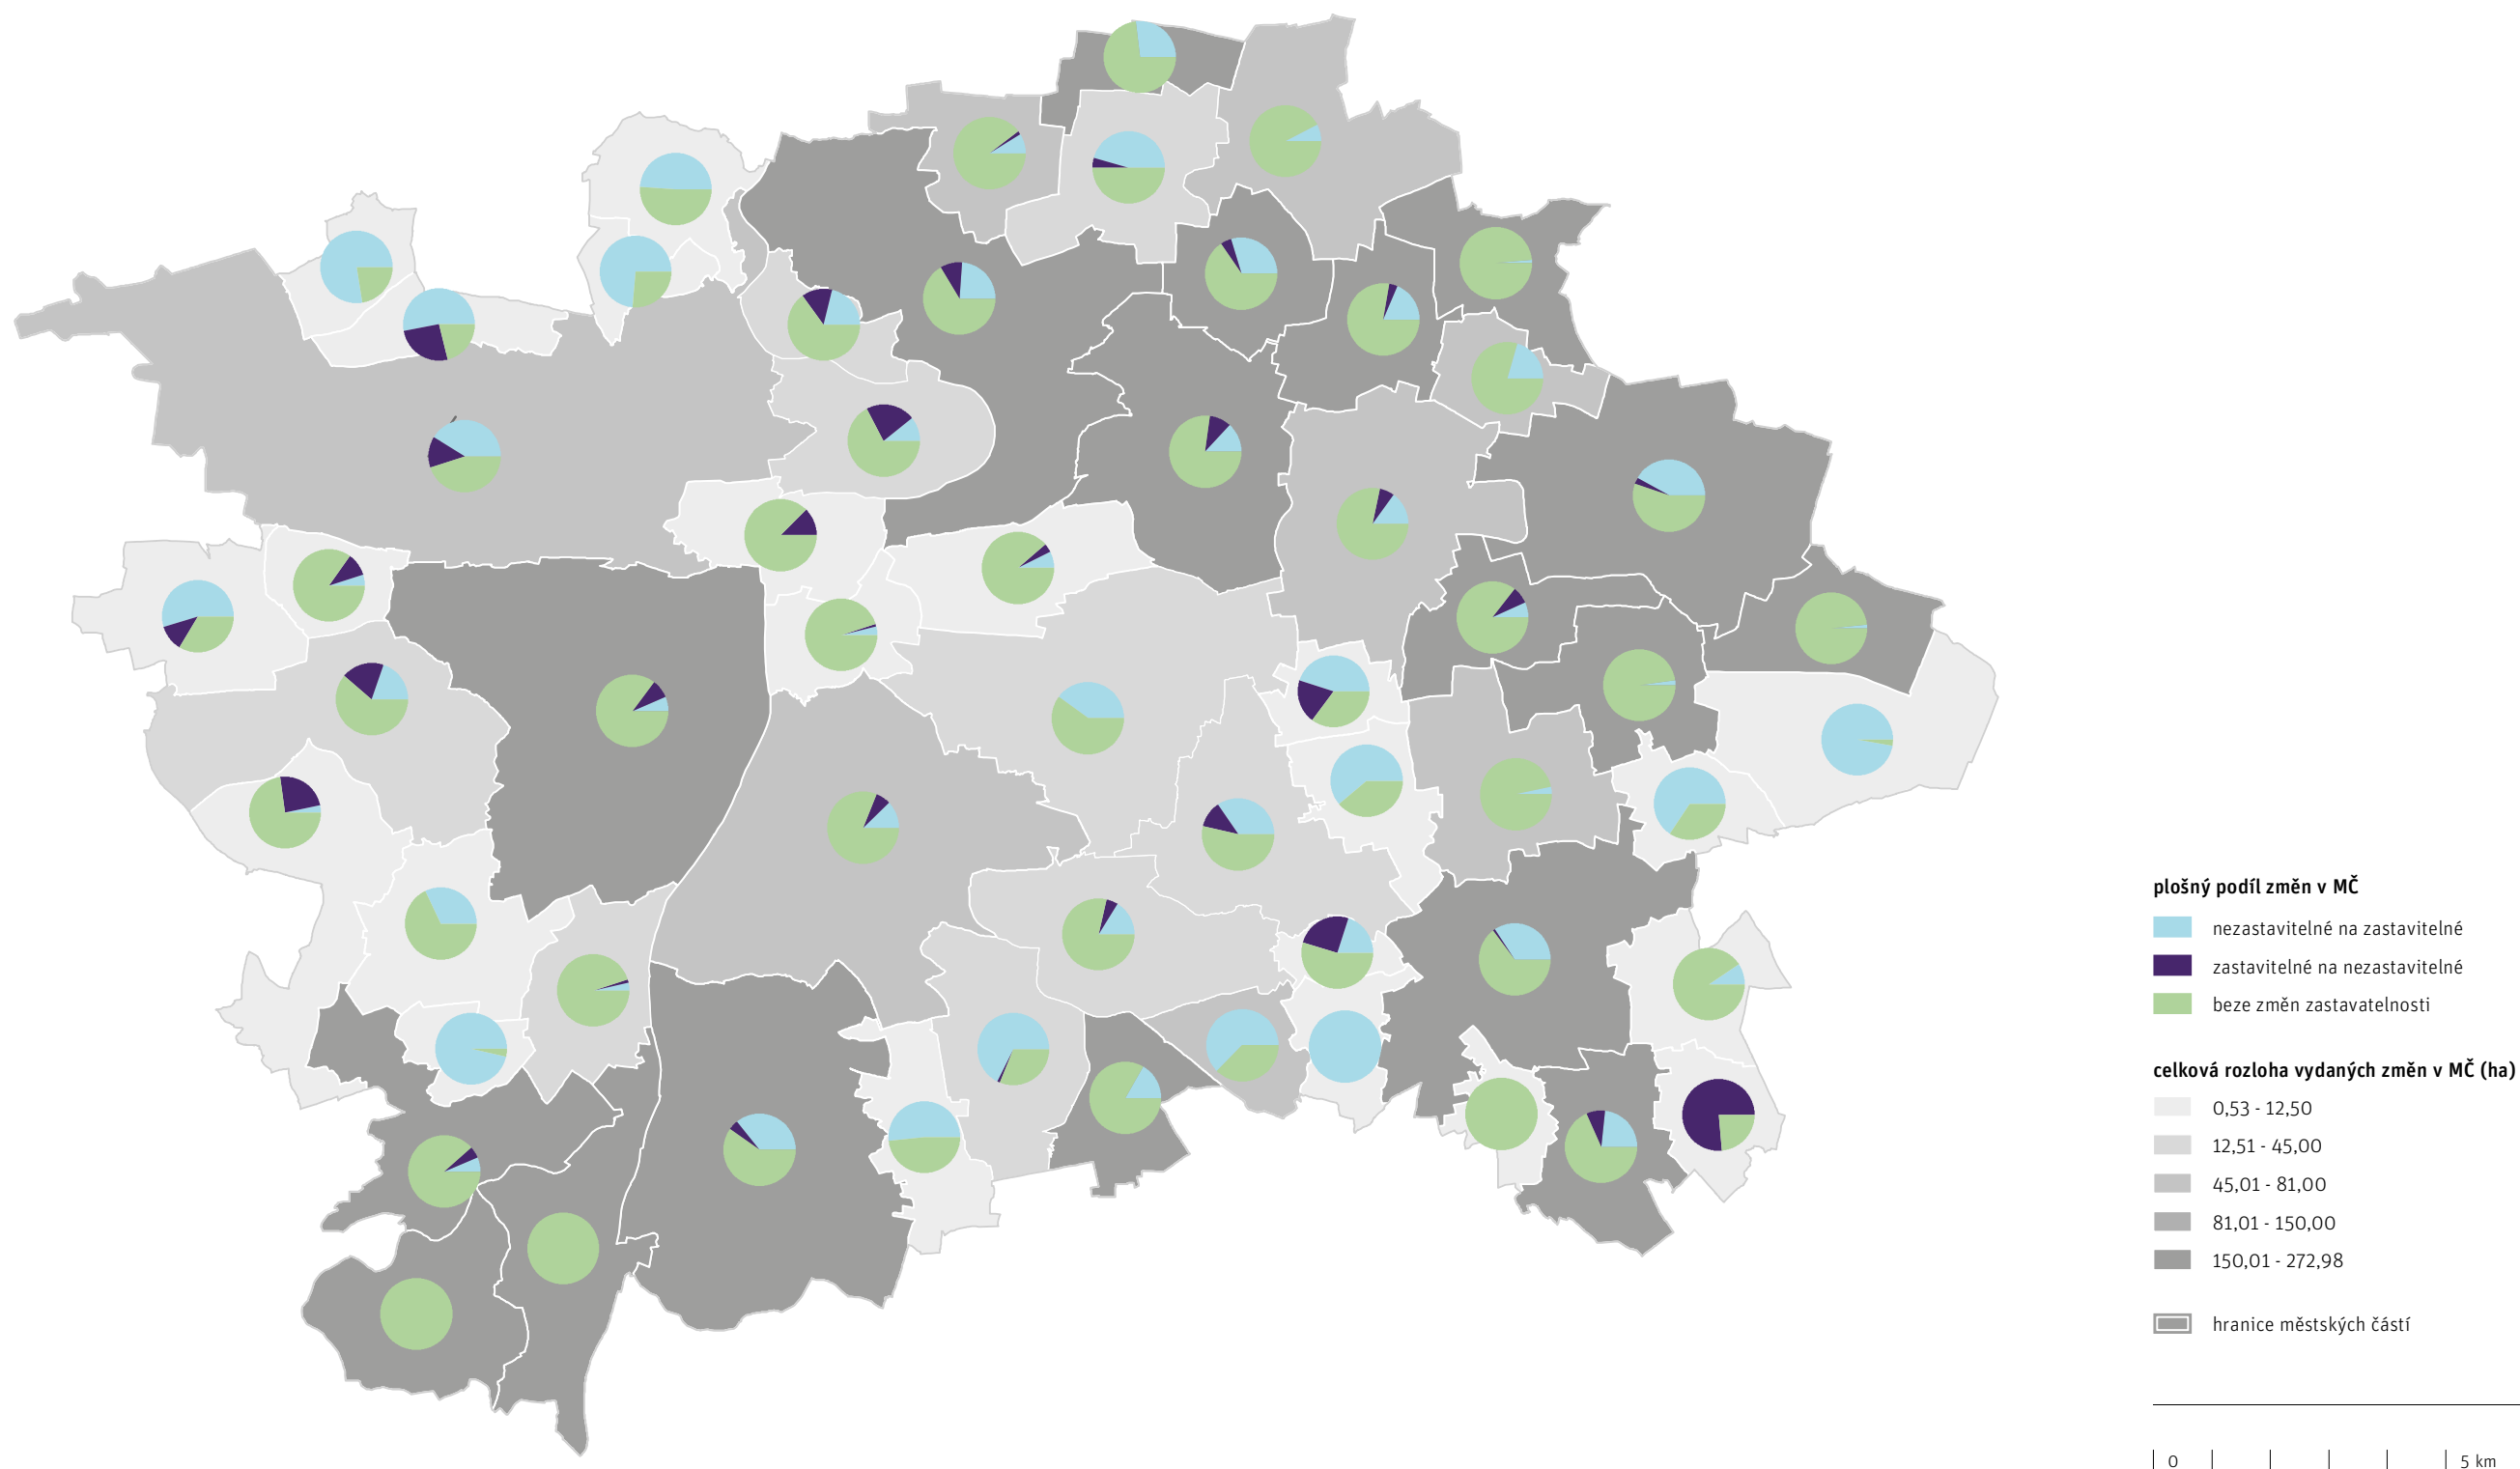 plošný podíl změn v MČ
nezastavitelné na zastavitelné
zastavitelné na nezastavitelné
beze změn zastavatelnosti
celková rozloha vydaných změn v MČ (ha)
0,53 - 12,50
12,51 - 45,00
45,01 - 81,00
81,01 - 150,00
150,01 - 272,98
hranice městských částí
0 5 km